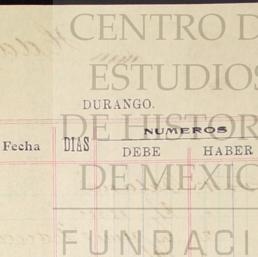 CENTRO D
ESTUDIOS
DURANGO.
DE HISTOR
NUMEROS
Fecha DIAS DEBE HABER
DE MEXIC
FUNDACI